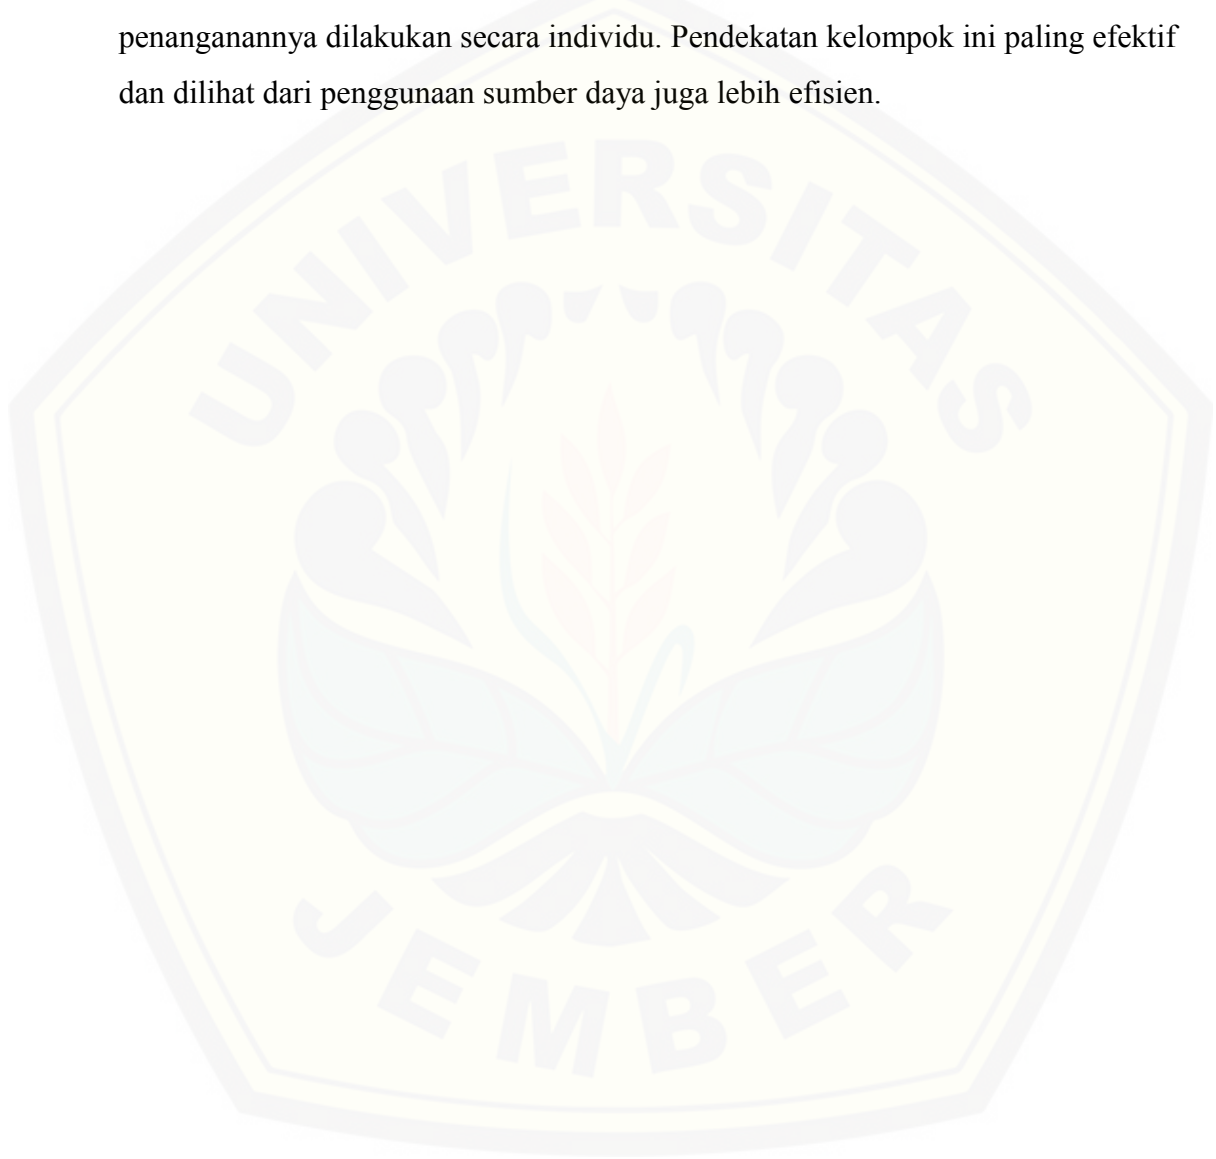 penanganannya dilakukan secara individu. Pendekatan kelompok ini paling efektif
dan dilihat dari penggunaan sumber daya juga lebih efisien.
UNIVERSITAS
JEMBER